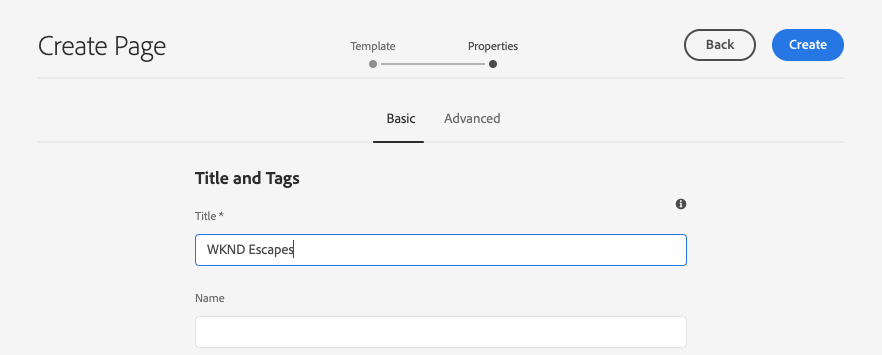 Create Page
Template
Properties
Back
Create
Basic
Advanced
Title and Tags
Title *
WKND Escapes
Name